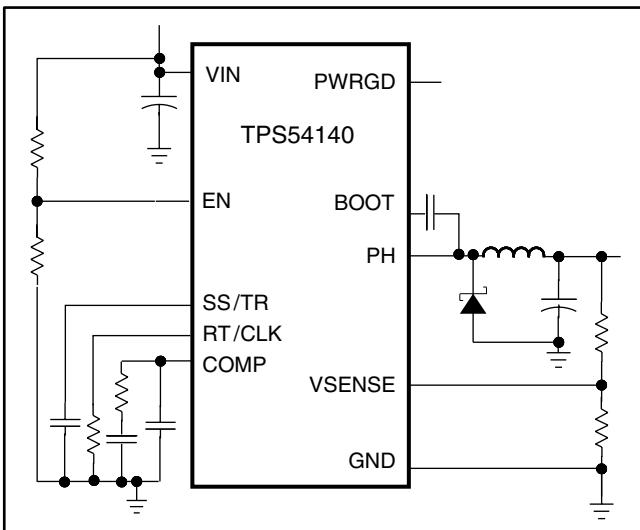 VIN
PWRGD
TPS54140
EN
BOOT
PH
SS/TR
RT/CLK
COMP
VSENSE
GND